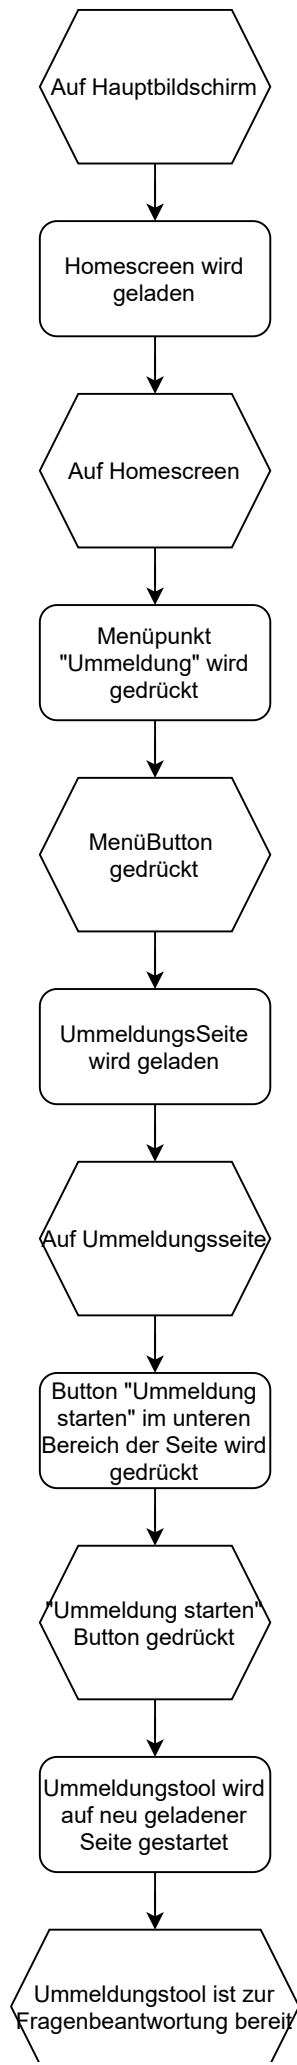 Auf Hauptbildschirm
Homescreen wird
geladen
Auf Homescreen
Menüpunkt
"Ummeldung" wird
gedrückt
MenüButton
gedrückt
UmmeldungsSeite
wird geladen
Auf Ummeldungsseite
Button "Ummeldung
starten" im unteren
Bereich der Seite wird
gedrückt
"Ummeldung starten"
Button gedrückt
Ummeldungstool wird
auf neu geladener
Seite gestartet
Ummeldungstool ist zur
Fragenbeantwortung bereit